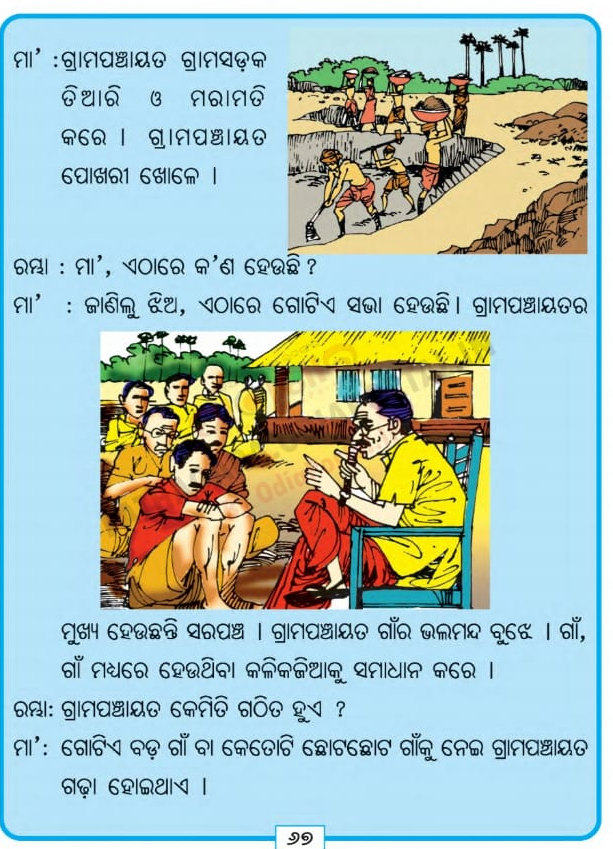 ମା’ :ଗ୍ରାମପଞ୍ଚାୟତ ଗ୍ରାମସଡ଼କ
ତିଆରି ଓ ମରାମତି
କରେ । ଗ୍ରାମପଞ୍ଚାୟତ
ପୋଖରୀ ଖୋଳେ ।
ରମ୍ଭା : ମା’, ଏଠାରେ କ’ଣ ହେଉଛି ?
ମା’ : ଜାଣିଲୁ ଝିଅ, ଏଠାରେ ଗୋଟିଏ ସଭା ହେଉଛି। ଗ୍ରାମପଞ୍ଚାୟତର
ମୁଖ୍ୟ ହେଉଛନ୍ତି ସରପଞ୍ଚ । ଗ୍ରାମପଞ୍ଚାୟତ ଗାଁର ଭଲମନ୍ଦ ବୁଝେ । ଗାଁ,
ଗାଁ ମଧ୍ୟରେ ହେଉଥିବା କଳିକଜିଆକୁ ସମାଧାନ କରେ ।
ରମ୍ଭା: ଗ୍ରାମପଞ୍ଚାୟତ କେମିତି ଗଠିତ ହୁଏ ?
ମା’: ଗୋଟିଏ ବଡ଼ ଗାଁ ବା କେତୋଟି ଛୋଟଛୋଟ ଗାଁକୁ ନେଇ ଗ୍ରାମପଞ୍ଚାୟତ
ଗଢ଼ା ହୋଇଥାଏ ।
୬୭